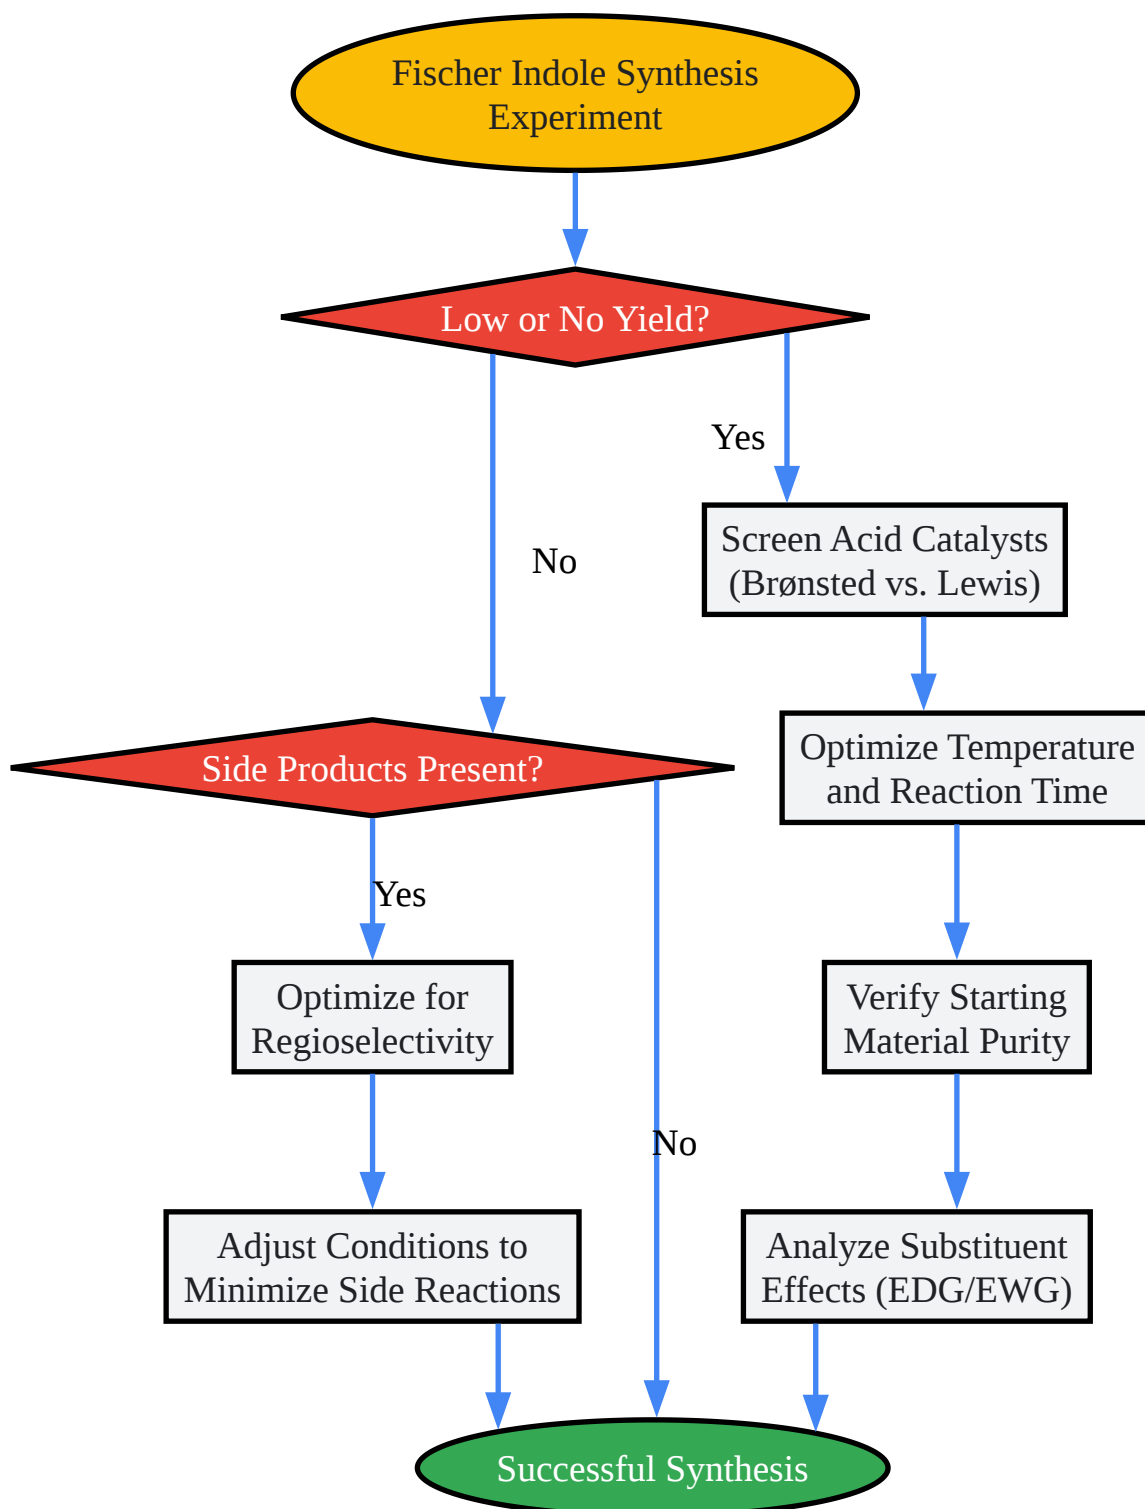 Fischer Indole Synthesis
Experiment
Low or No Yield?
Yes
No
Screen Acid Catalysts
(Brønsted vs. Lewis)
Optimize Temperature
and Reaction Time
Side Products Present?
Yes
No
Optimize for
Regioselectivity
Verify Starting
Material Purity
Adjust Conditions to
Minimize Side Reactions
Analyze Substituent
Effects (EDG/EWG)
Successful Synthesis